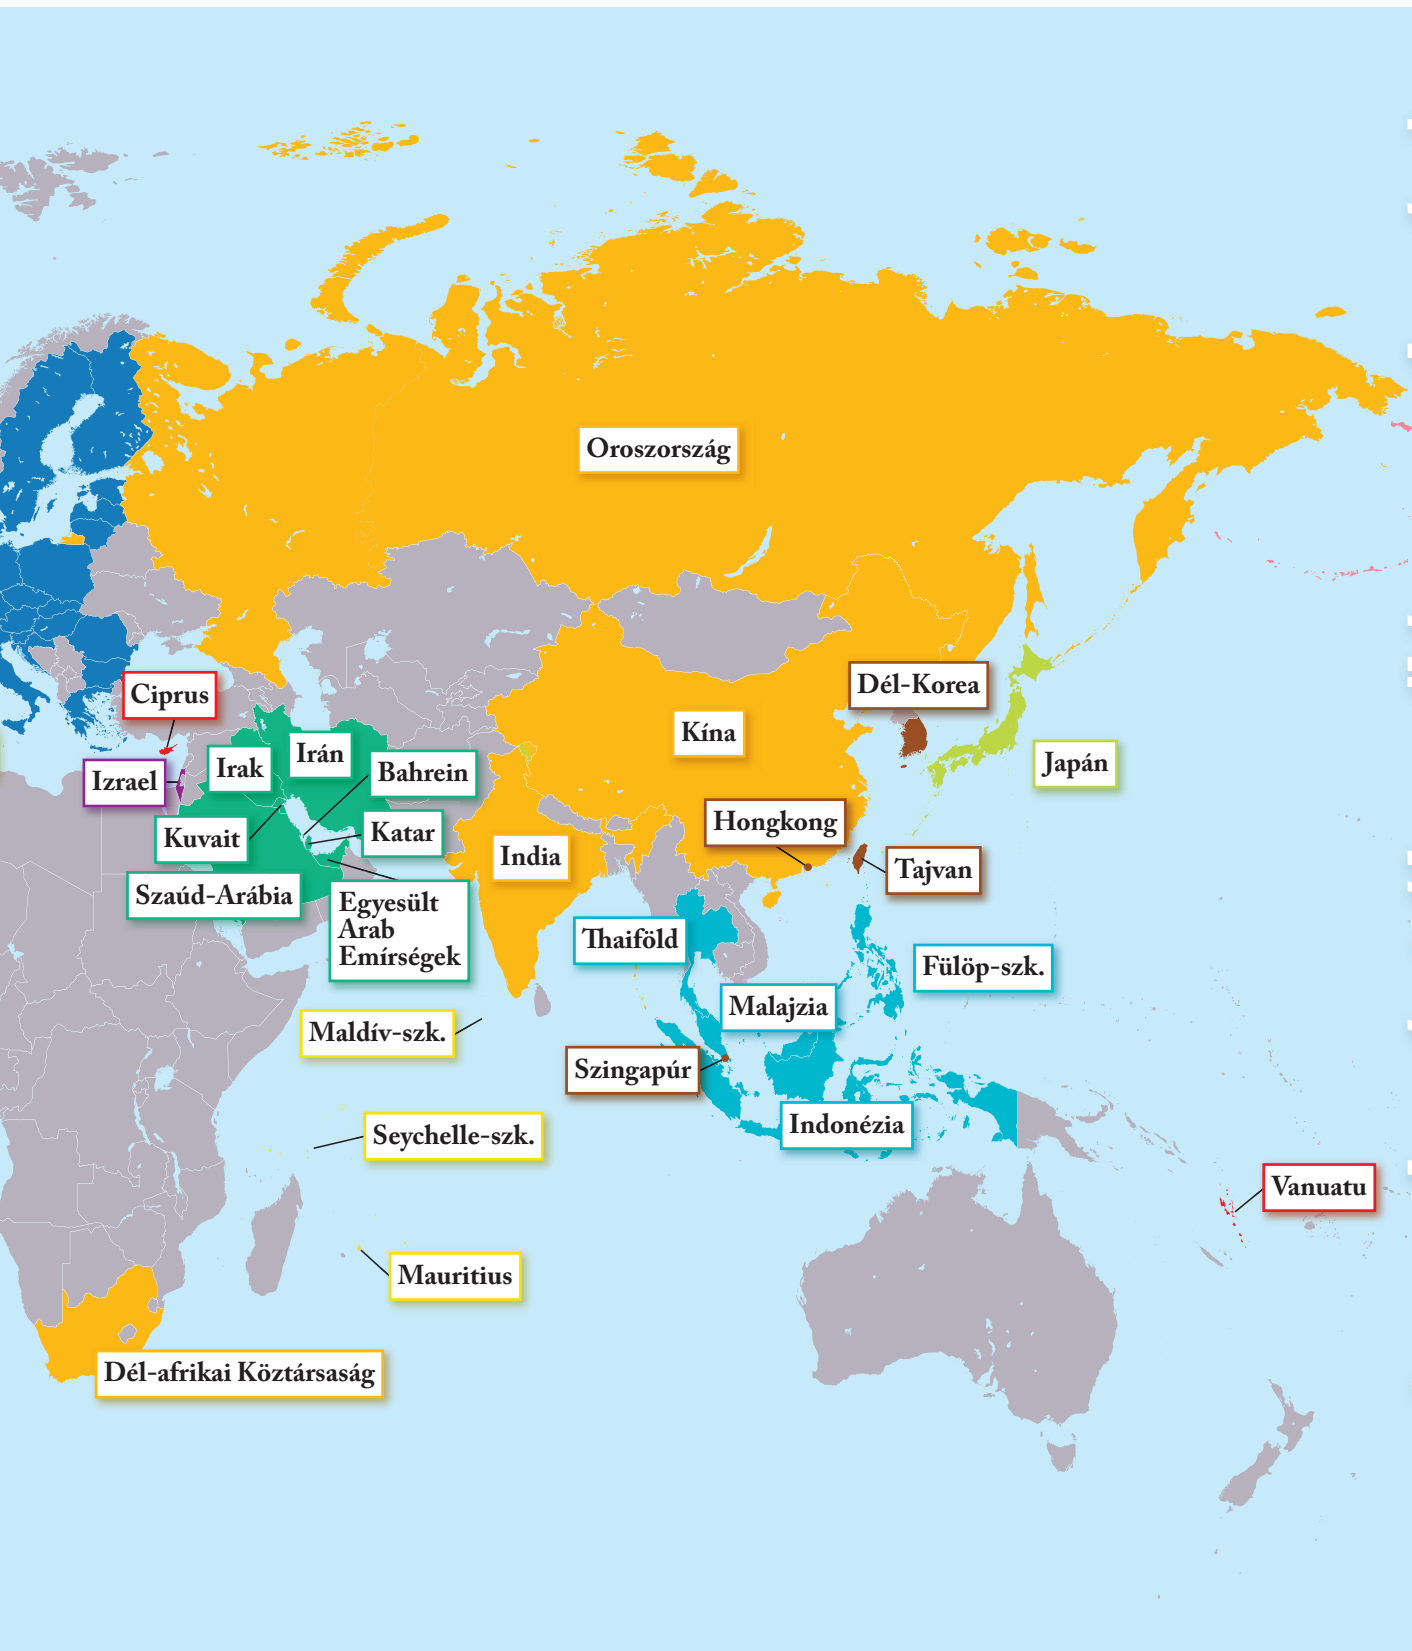 Oroszország
Dél-Korea
Ciprus
Kína
Irán
Irak
Japán
Bahrein
Izrael
Hongkong
Katar
Kuvait
India
Tajvan
Szaúd-Arábia
Egyesült
Arab
Emírségek
Thaiföld
Fülöp-szk.
Malajzia
Maldív-szk.
Szingapúr
Indonézia
Seychelle-szk.
Vanuatu
Mauritius
Dél-afrikai Köztársaság